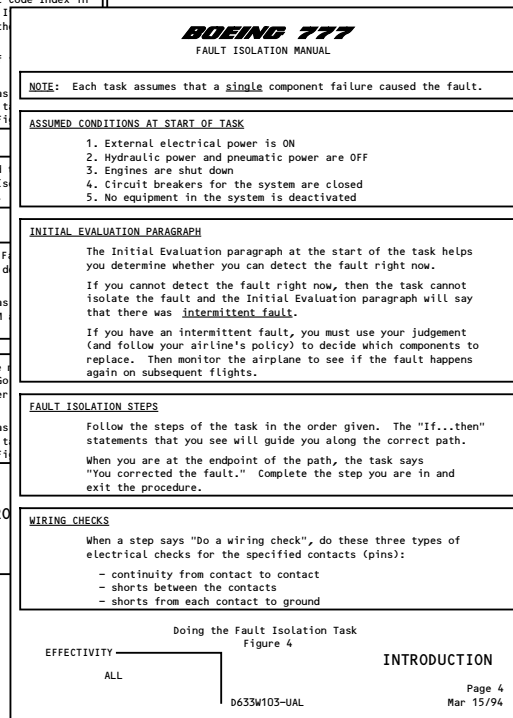 code index in
BOEING 777
FAULT ISOLATION MANUAL
NOTE: Each task assumes that a single component failure caused the fault.
ASSUMED CONDITIONS AT START OF TASK
1. External electrical power is ON
2. Hydraulic power and pneumatic power are OFF
3. Engines are shut down
4. Circuit breakers for the system are closed
5. No equipment in the system is deactivated
INITIAL EVALUATION PARAGRAPH
The Initial Evaluation paragraph at the start of the task helps
you determine whether you can detect the fault right now.
If you cannot detect the fault right now, then the task cannot
isolate the fault and the Initial Evaluation paragraph will say
that there was intermittent fault.
If you have an intermittent fault, you must use your judgement
(and follow your airline's policy) to decide which components to
replace. Then monitor the airplane to see if the fault happens
again on subsequent flights.
FAULT ISOLATION STEPS
Follow the steps of the task in the order given. The "If...then"
statements that you see will guide you along the correct path.
When you are at the endpoint of the path, the task says
"You corrected the fault." Complete the step you are in and
exit the procedure.
WIRING CHECKS
When a step says "Do a wiring check", do these three types of
electrical checks for the specified contacts (pins):
- continuity from contact to contact
- shorts between the contacts
- shorts from each contact to ground
Doing the Fault Isolation Task
Figure 4
EFFECTIVITY
ALL
INTRODUCTION
D633W103-UAL
Page 4
Mar 15/94